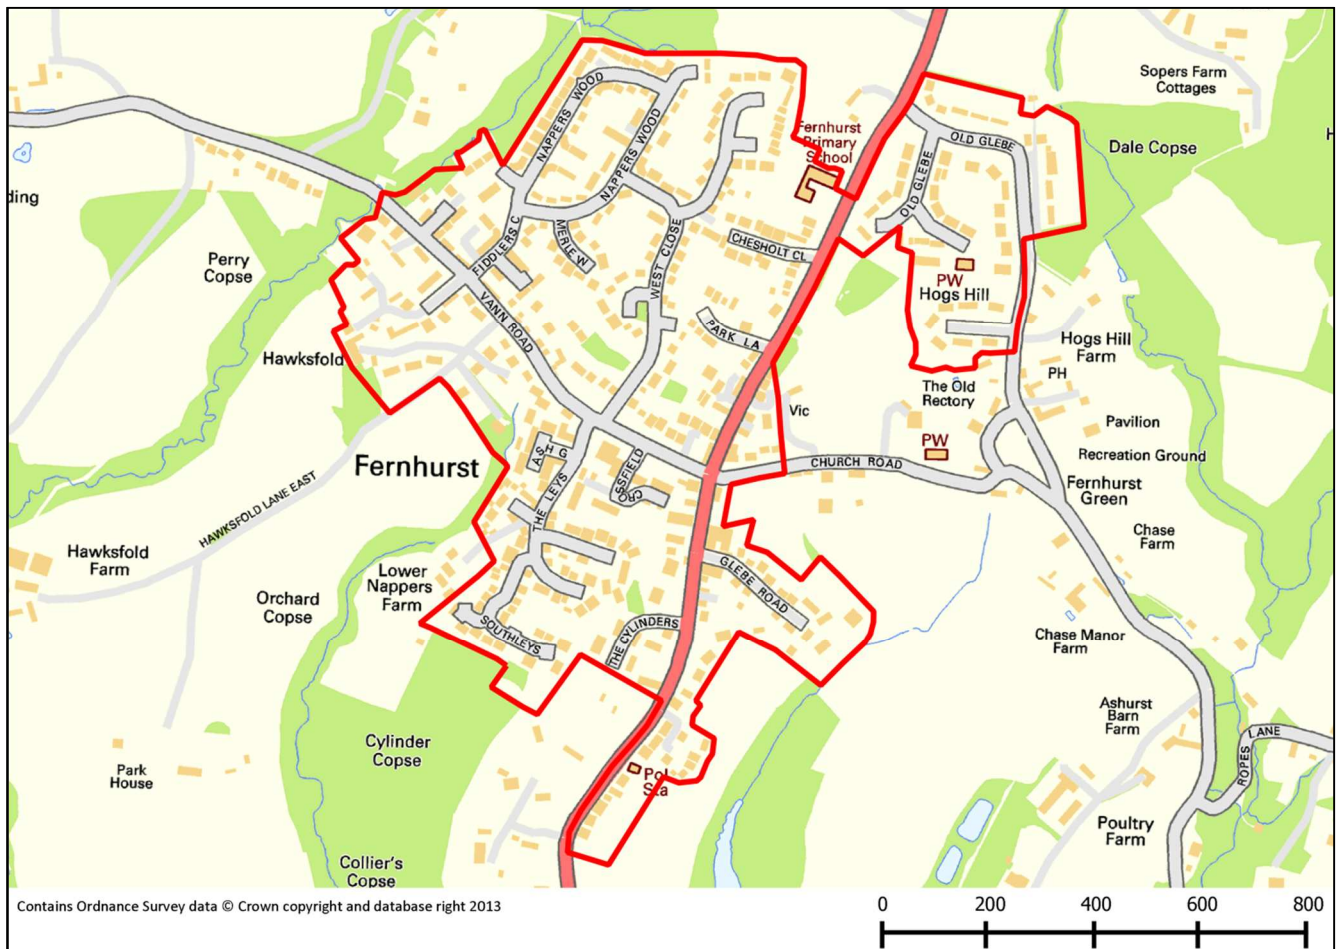 Sopers Farm
Cottages
Fernhurst
Primary
School
NAPPERS WOOD
NAPPERS WOOD
OLD GLEBE
OLD GLEBE
Dale Copse
H
ding
Perry
Copse
FIDDLERS C
MERLE W
WEST CLOSE
CHESHOLT CL
PW
Hogs Hill
VANN ROAD
PARK LA
Hogs Hill
Farm
Hawksfold
PH
The Old
Rectory
Vic
Pavilion
PW
Recreation Ground
CHURCH ROAD
Fernhurst
ASH G
CROSSFIELD
THE LEYS
Fernhurst
Green
HAWKSFOLD LANE EAST
Chase
Farm
Hawksfold
Farm
Lower
Nappers
Farm
GLEBE ROAD
Orchard
Copse
SOUTHLEYS
THE CYLINDERS
Chase Manor
Farm
Ashurst
Barn
Farm
ROPES LANE
Cylinder
Copse
Park
House
Pol
Sta
Poultry
Farm
Collier's
Copse
Contains Ordnance Survey data © Crown copyright and database right 2013
0 200 400 600 800